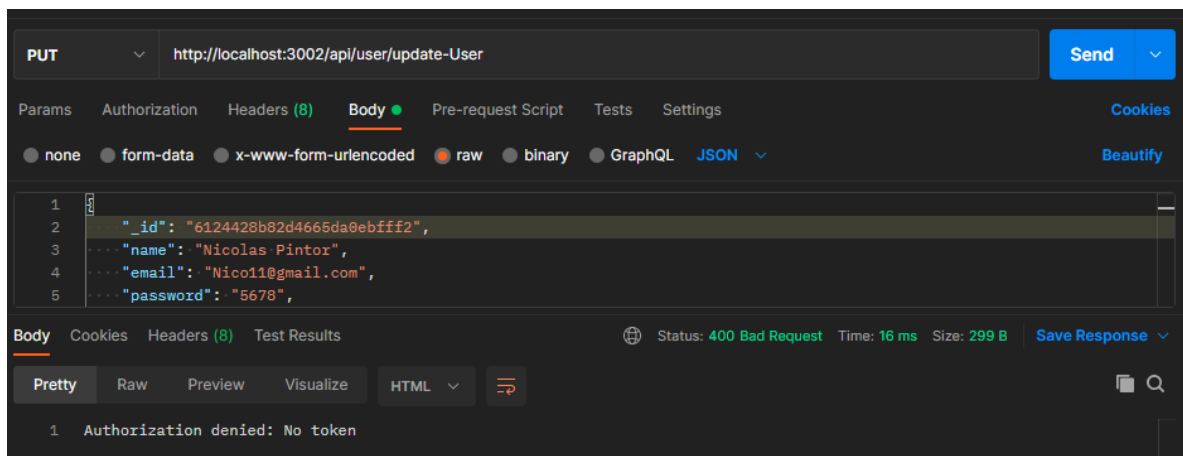 PUT http://localhost:3002/api/user/update-User Send
Params Authorization Headers (8) Body Pre-request Script Tests Settings Cookies
none form-data x-www-form-urlencoded raw binary GraphQL JSON Beautify
1 {
2 "_id": "6124428b82d4665da0ebfff2",
3 "name": "Nicolas Pintor",
4 "email": "Nico11@gmail.com",
5 "password": "5678",
Body Cookies Headers (8) Test Results Status: 400 Bad Request Time: 16 ms Size: 299 B Save Response
Pretty Raw Preview Visualize HTML
1 Authorization denied: No token